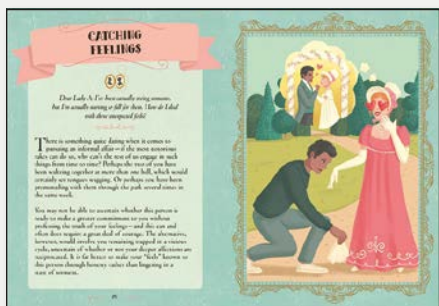 CATCHING
FEELINGS
Dear Lady A: I've been casually seeing someone,
but I'm actually starting to fall for them. How do I deal
with these unexpected feels?
There is something quite dating when it comes to
pursuing an informal affair—if the most notorious
rakes can do so, why can't the rest of us engage in such
things from time to time? Perhaps the two of you have
been waltzing together at more than one ball, which would
certainly set tongues wagging. Or perhaps you have been
promenading with them through the park several times in
the same week.
You may not be able to ascertain whether this person is
ready to make a greater commitment to you without
professing the truth of your feelings—and this can and
often does require a great deal of courage. The alternative,
however, would involve you remaining trapped in a vicious
cycle, uncertain of whether or not your deeper affections are
reciprocated. It is far better to make your "feels" known to
this person through honesty rather than lingering in a
state of